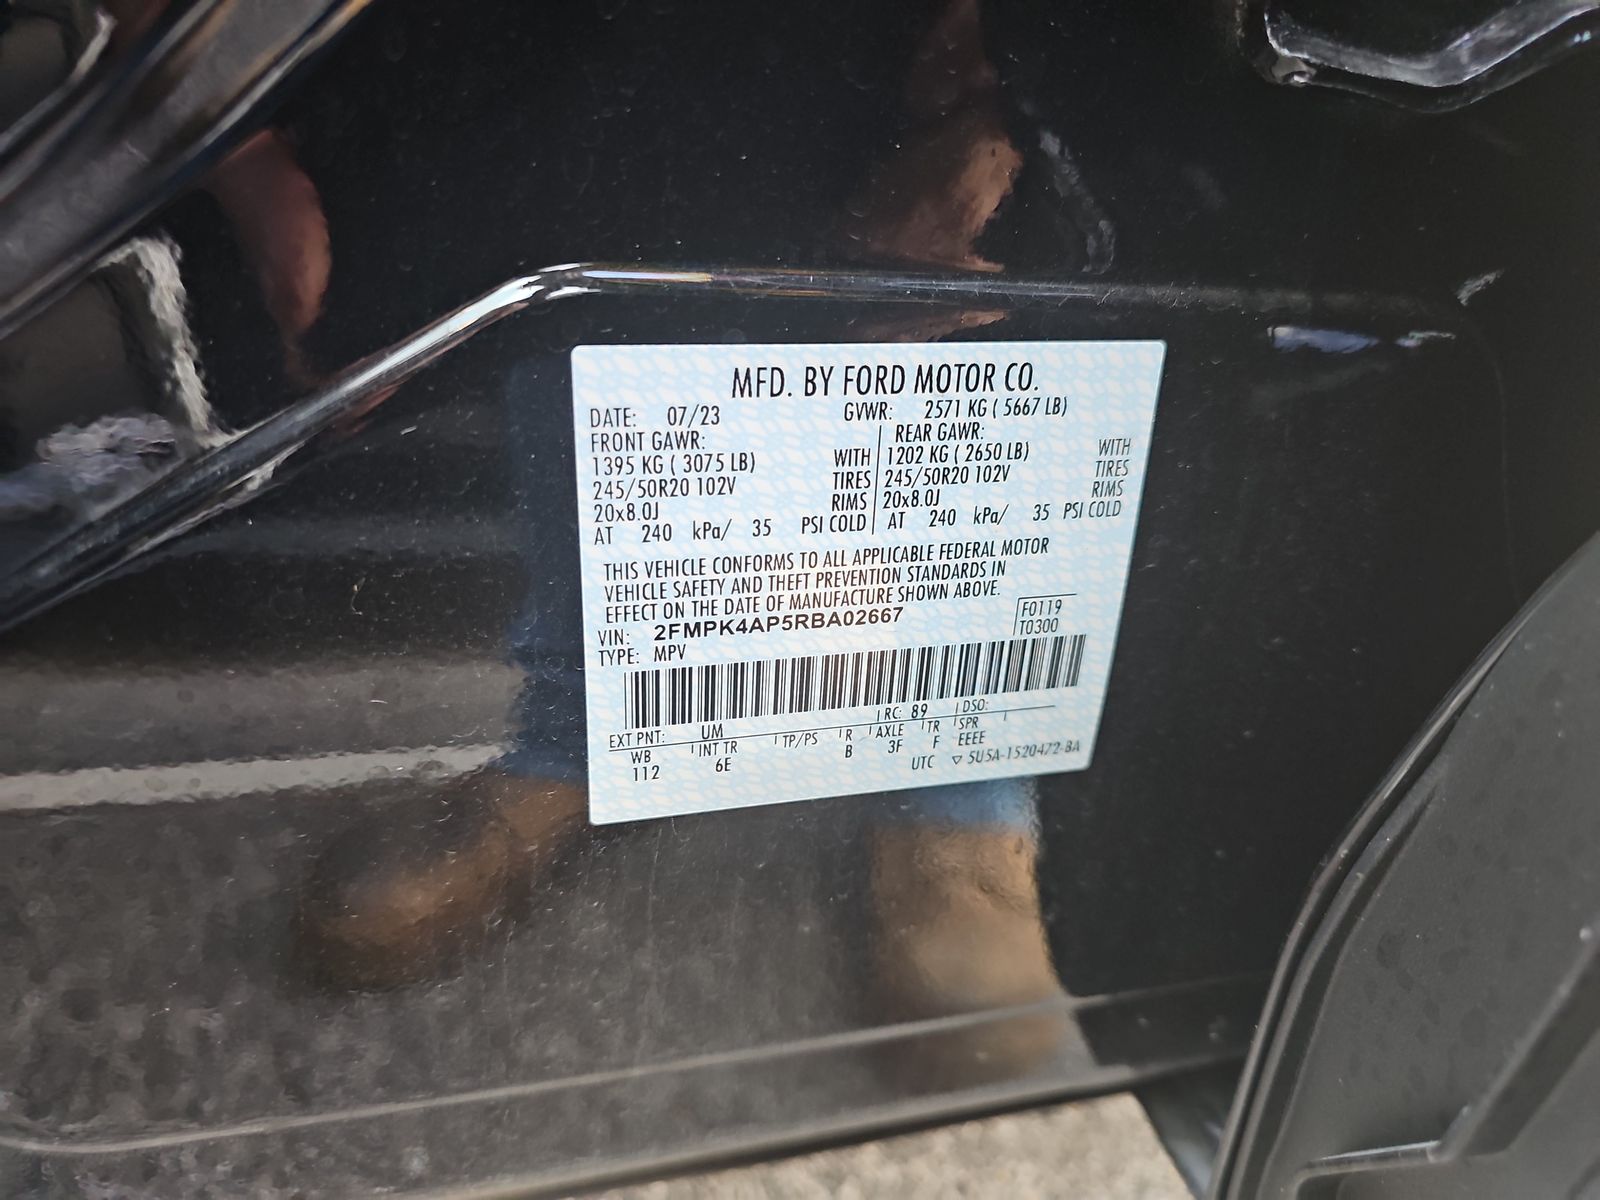 MFD. BY FORD MOTOR CO.
DATE: 07/23 GVWR: 2571 KG ( 5667 LB)
FRONT GAWR: REAR GAWR:
1395 KG ( 3075 LB) WITH 1202 KG ( 2650 LB) WITH
245/50R20 102V TIRES 245/50R20 102V TIRES
20x8.0J RIMS 20x8.0J RIMS
AT 240 kPa/ 35 PSI COLD AT 240 kPa/ 35 PSI COLD
THIS VEHICLE CONFORMS TO ALL APPLICABLE FEDERAL MOTOR
VEHICLE SAFETY AND THEFT PREVENTION STANDARDS IN
EFFECT ON THE DATE OF MANUFACTURE SHOWN ABOVE.
VIN: 2FMPK4AP5RBA02667 F0119
TYPE: MPV T0300
EXT PNT: UM RC: 89 DSO:
WB INT TR TP/PS R AXLE TR SPR
112 6E B 3F F EEEE
UTC ▽ 5U5A-1520472-BA